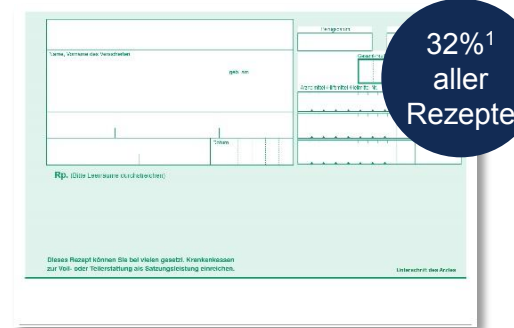 Name, Vorname des Versicherten
geb. am
Datum
Rp. (Bitte Leerräume durchstreichen)
Dieses Rezept können Sie bei vielen gesetzl. Krankenkassen
zur Voll- oder Teilerstattung als Satzungsleistung einreichen.
Unterschrift des Arztes
32%¹
aller
Rezepte